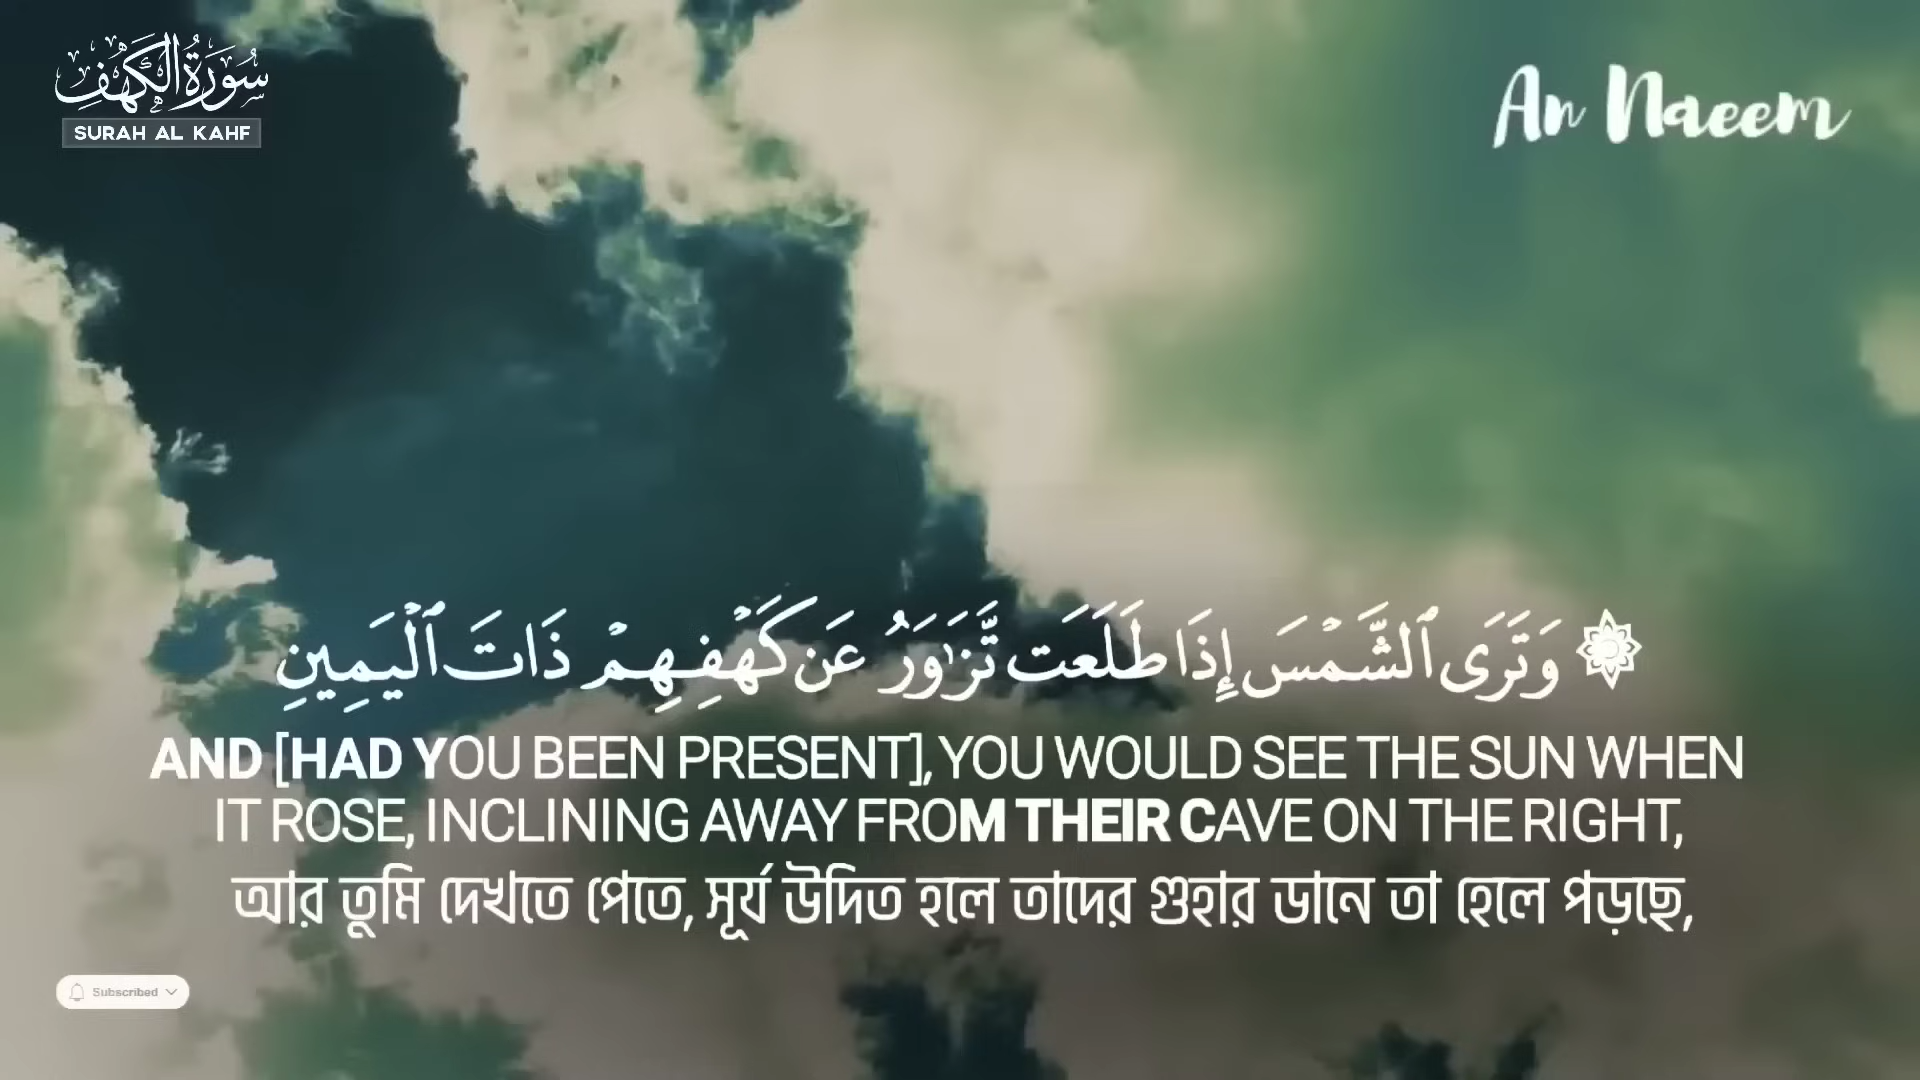 سُورَةُ الكَهْفِ
SURAH AL KAHF
An Naeem
۞ وَتَرَى ٱلشَّمْسَ إِذَا طَلَعَت تَّزَٰوَرُ عَن كَهْفِهِمْ ذَاتَ ٱلْيَمِينِ
AND [HAD YOU BEEN PRESENT], YOU WOULD SEE THE SUN WHEN
IT ROSE, INCLINING AWAY FROM THEIR CAVE ON THE RIGHT,
আর তুমি দেখতে পেতে, সূর্য উদিত হলে তাদের গুহার ডানে তা হেলে পড়ছে,
Subscribed